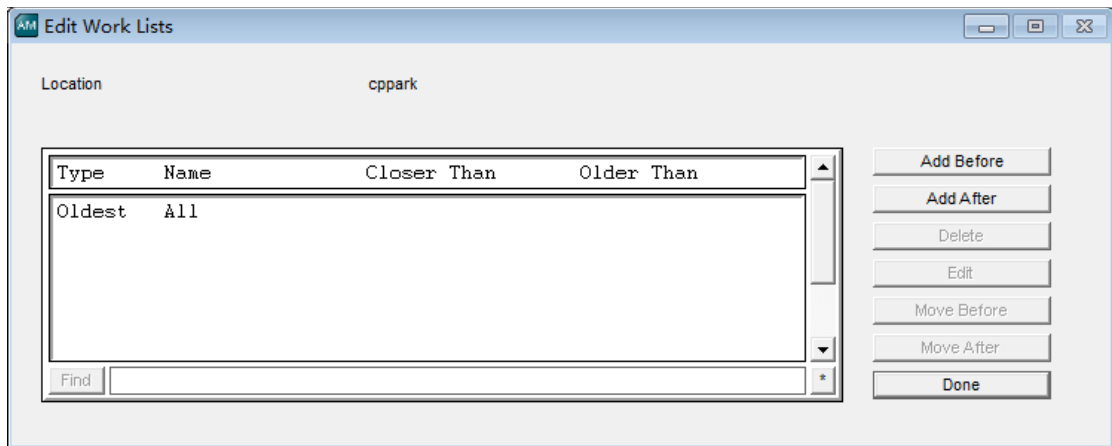 AM Edit Work Lists
Location cppark
Type Name Closer Than Older Than
Oldest All
Find *
Add Before
Add After
Delete
Edit
Move Before
Move After
Done